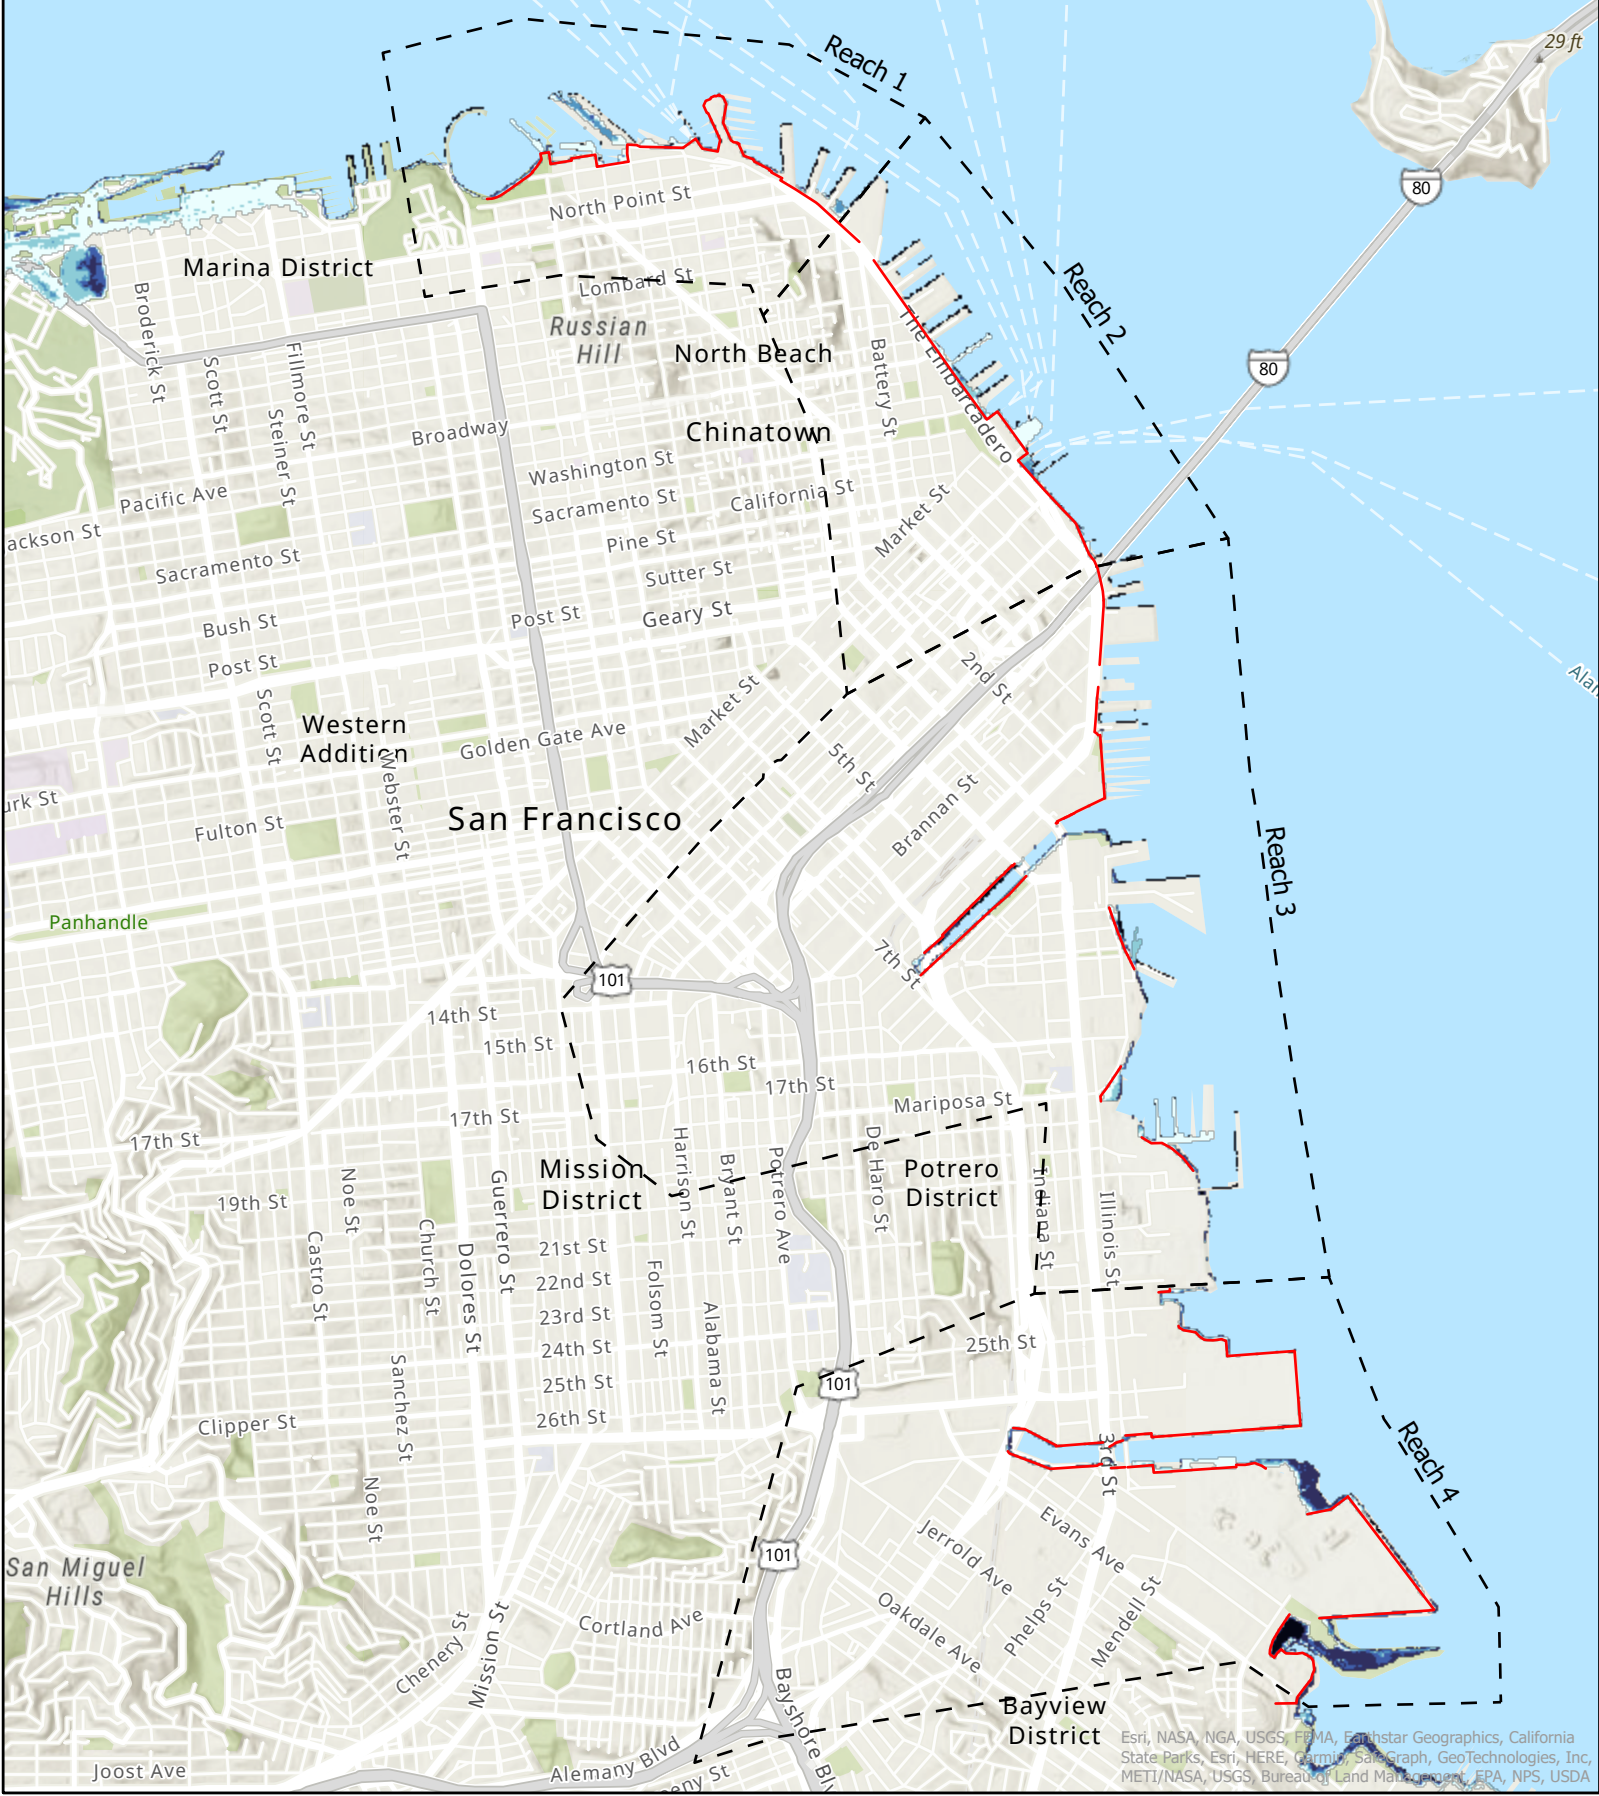 29 ft
Reach 1
80
North Point St
Marina District
Lombard St
Reach 2
Broderick St
Russian
Hill
The Embarcadero
Fillmore St
Scott St
North Beach
Battery St
80
Steiner St
Broadway
Chinatown
Washington St
Pacific Ave
Sacramento St
California St
Market St
ackson St
Pine St
Sacramento St
Sutter St
Bush St
Post St
Geary St
Post St
2nd St
Alan
Scott St
Western
Addition
Market St
Golden Gate Ave
5th St
Webster St
urk St
Brannan St
San Francisco
Fulton St
Reach 3
Panhandle
7th St
101
14th St
15th St
16th St
17th St
Mariposa St
17th St
17th St
Harrison St
Bryant St
Potrero Ave
De Haro St
Mission
District
Potrero
District
Indiana St
Illinois St
Noe St
Guerrero St
19th St
Castro St
Church St
Dolores St
21st St
22nd St
Folsom St
23rd St
Alabama St
24th St
25th St
25th St
101
Sanchez St
26th St
Clipper St
3rd St
Reach 4
Noe St
Jerrold Ave
Evans Ave
101
San Miguel
Hills
Phelps St
Mendell St
Oakdale Ave
Chenery St
Mission St
Cortland Ave
Bayshore Blv
Bayview
District
Alemany Blvd
Joost Ave
eny St
Esri, NASA, NGA, USGS, FEMA, Earthstar Geographics, California
State Parks, Esri, HERE, Garmin, SafeGraph, GeoTechnologies, Inc,
METI/NASA, USGS, Bureau of Land Management, EPA, NPS, USDA